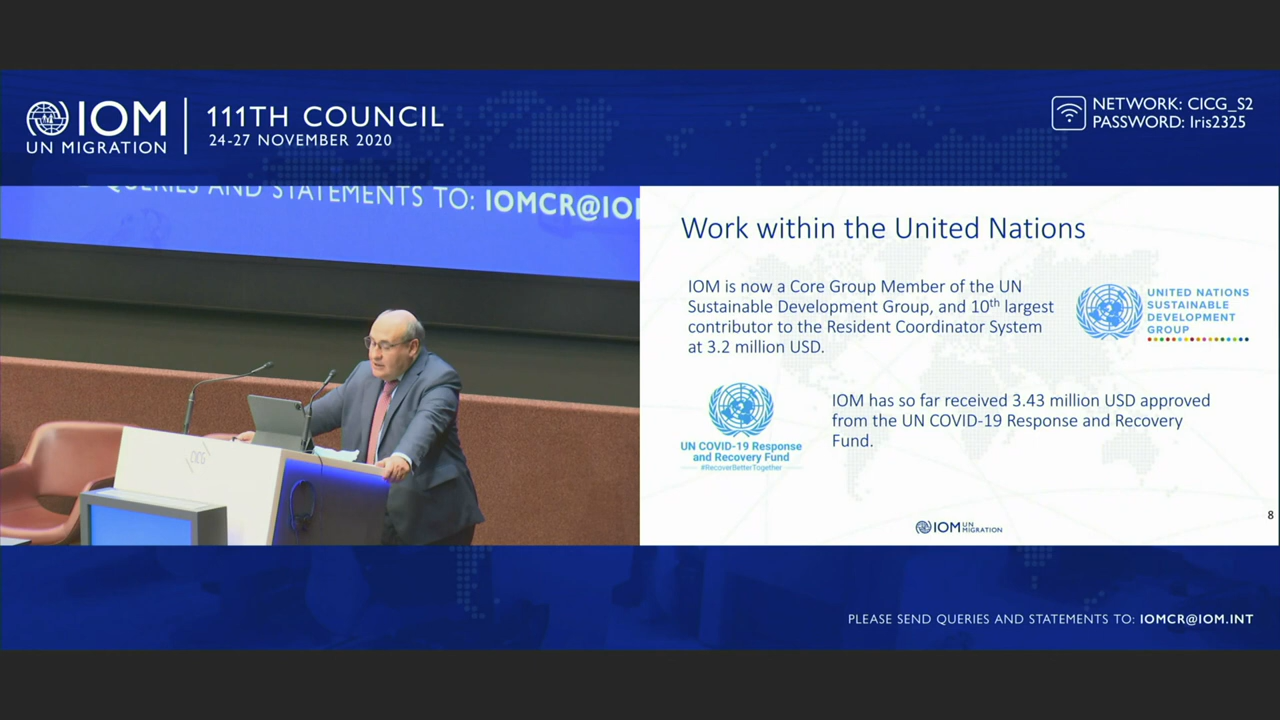 IOM
UN MIGRATION
111TH COUNCIL
24-27 NOVEMBER 2020
NETWORK: CICG_S2
PASSWORD: Iris2325
QUERIES AND STATEMENTS TO: IOMCR@IOM
CICG
Work within the United Nations
IOM is now a Core Group Member of the UN
Sustainable Development Group, and 10th largest
contributor to the Resident Coordinator System
at 3.2 million USD.
UNITED NATIONS
SUSTAINABLE
DEVELOPMENT
GROUP
UN COVID-19 Response
and Recovery Fund
#RecoverBetterTogether
IOM has so far received 3.43 million USD approved
from the UN COVID-19 Response and Recovery
Fund.
IOM UN MIGRATION
8
PLEASE SEND QUERIES AND STATEMENTS TO: IOMCR@IOM.INT